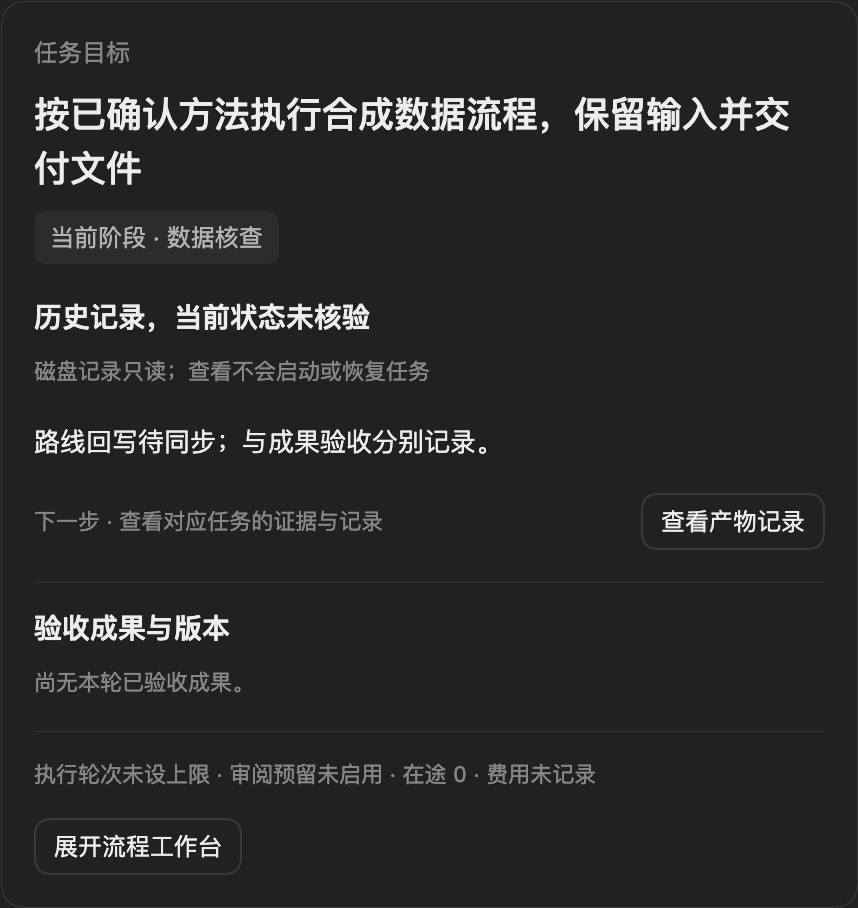 任务目标
按已确认方法执行合成数据流程，保留输入并交
付文件
当前阶段 · 数据核查
历史记录，当前状态未核验
磁盘记录只读；查看不会启动或恢复任务
路线回写待同步；与成果验收分别记录。
下一步 · 查看对应任务的证据与记录
查看产物记录
验收成果与版本
尚无本轮已验收成果。
执行轮次未设上限 · 审阅预留未启用 · 在途 0 · 费用未记录
展开流程工作台